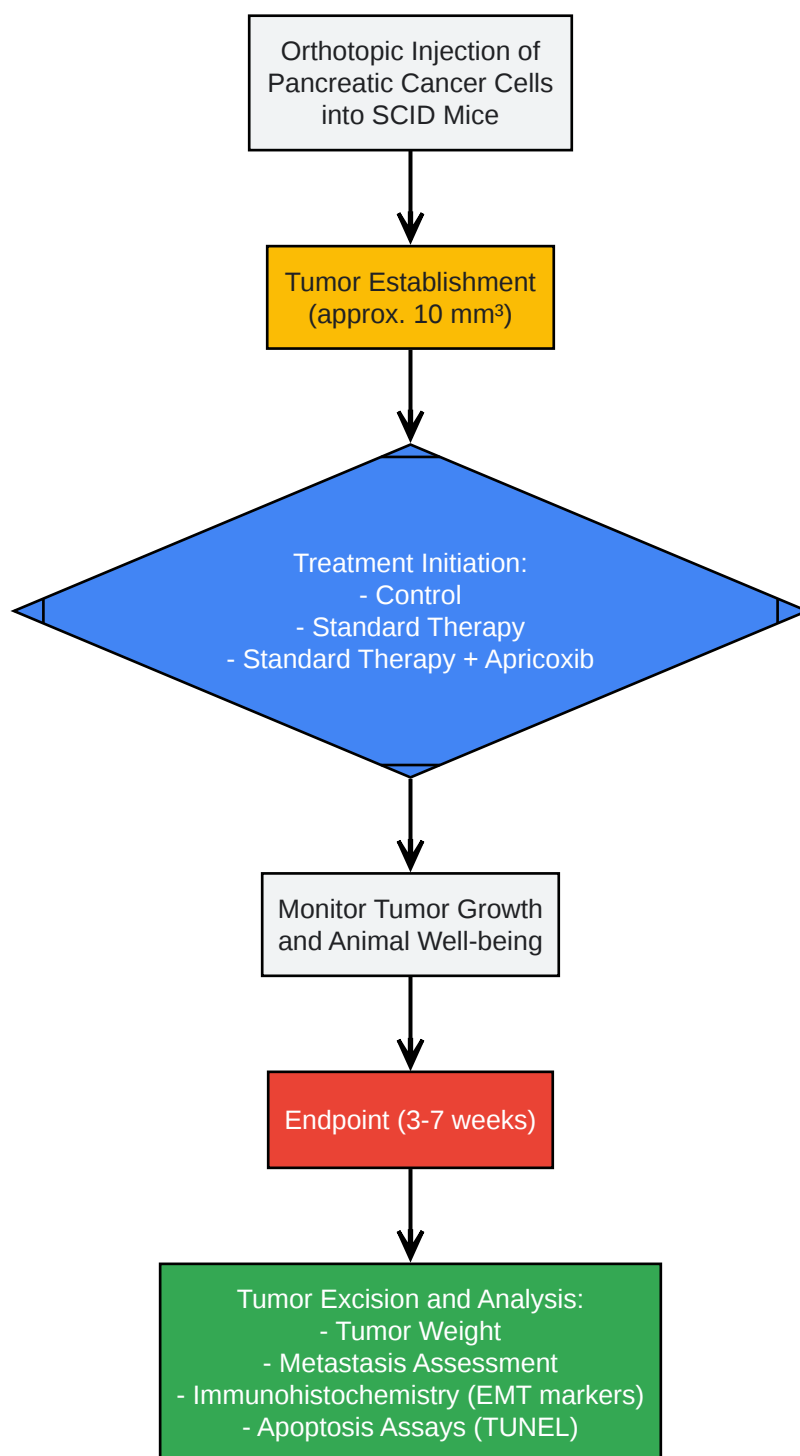 Orthotopic Injection of
Pancreatic Cancer Cells
into SCID Mice
Tumor Establishment
(approx. 10 mm³)
Treatment Initiation:
- Control
- Standard Therapy
- Standard Therapy + Apricoxib
Monitor Tumor Growth
and Animal Well-being
Endpoint (3-7 weeks)
Tumor Excision and Analysis:
- Tumor Weight
- Metastasis Assessment
- Immunohistochemistry (EMT markers)
- Apoptosis Assays (TUNEL)